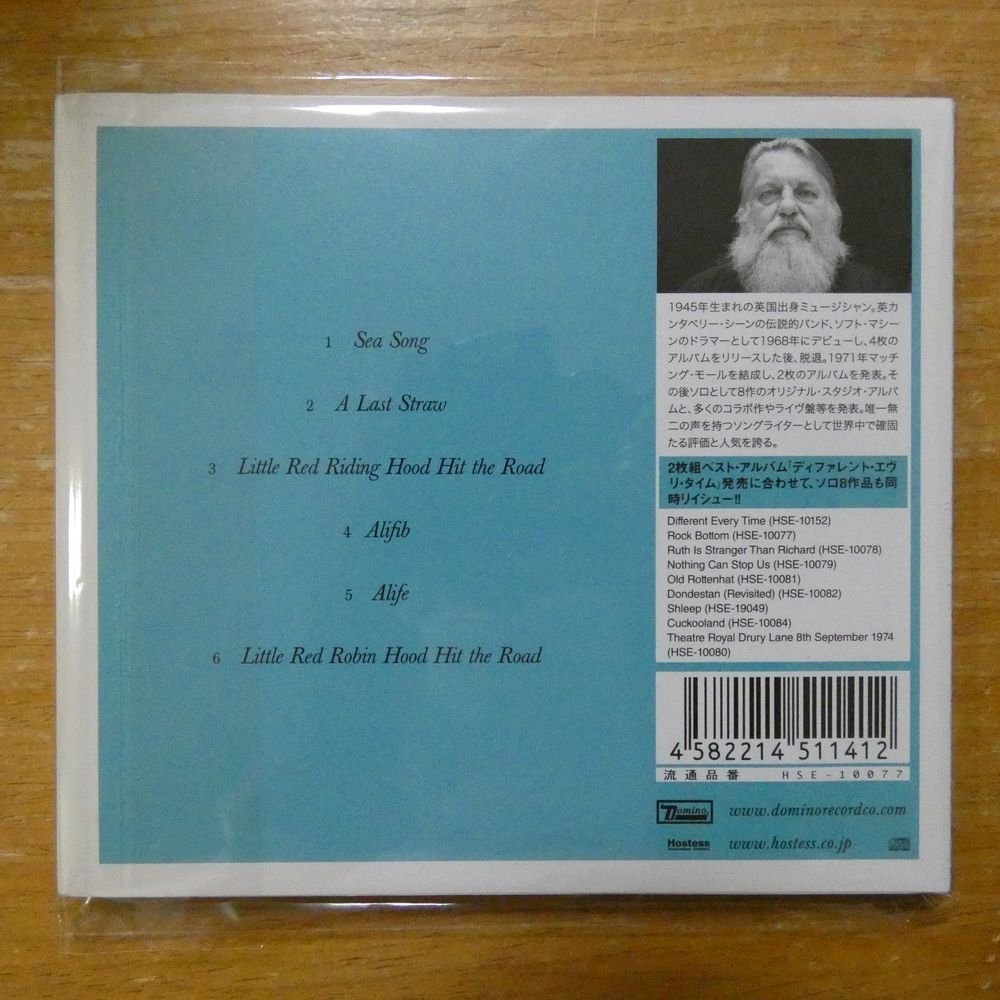 1 Sea Song
2 A Last Straw
3 Little Red Riding Hood Hit the Road
4 Alifib
5 Alife
6 Little Red Robin Hood Hit the Road
1945年生まれの英国出身ミュージシャン。英カ
ンタベリー・シーンの伝説的バンド、ソフト・マシー
ンのドラマーとして1968年にデビューし、4枚の
アルバムをリリースした後、脱退。1971年マッチ
ング・モールを結成し、2枚のアルバムを発表。そ
の後ソロとして8作のオリジナル・スタジオ・アルバ
ムと、多くのコラボ作やライヴ盤等を発表。唯一無
二の声を持つソングライターとして世界中で確固
たる評価と人気を誇る。
2枚組ベスト・アルバム「ディファレント・エヴ
リ・タイム」発売に合わせて、ソロ8作品も同
時リイシュー!!
Different Every Time (HSE-10152)
Rock Bottom (HSE-10077)
Ruth Is Stranger Than Richard (HSE-10078)
Nothing Can Stop Us (HSE-10079)
Old Rottenhat (HSE-10081)
Dondestan (Revisited) (HSE-10082)
Shleep (HSE-19049)
Cuckooland (HSE-10084)
Theatre Royal Drury Lane 8th September 1974
(HSE-10080)
4 582214 511412
流通品番 HSE-10077
Domino www.dominorecordco.com
Hostess www.hostess.co.jp